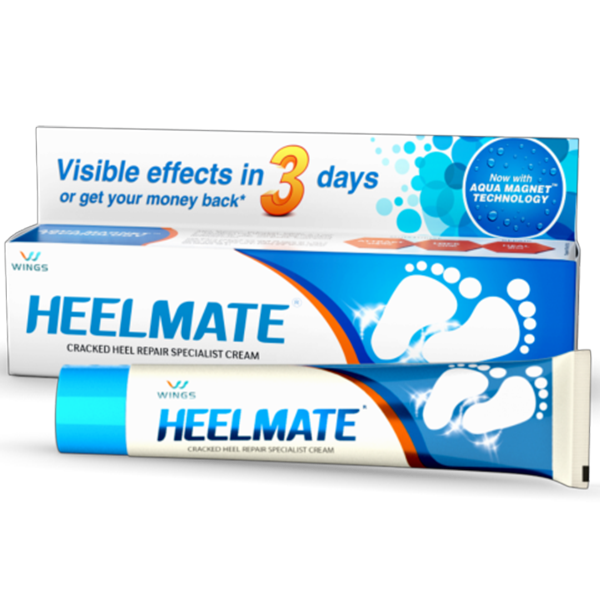 Visible effects in 3 days
or get your money back*
Now with
AQUA MAGNET™
TECHNOLOGY
WINGS
HEELMATE®
CRACKED HEEL REPAIR SPECIALIST CREAM
WINGS
HEELMATE®
CRACKED HEEL REPAIR SPECIALIST CREAM